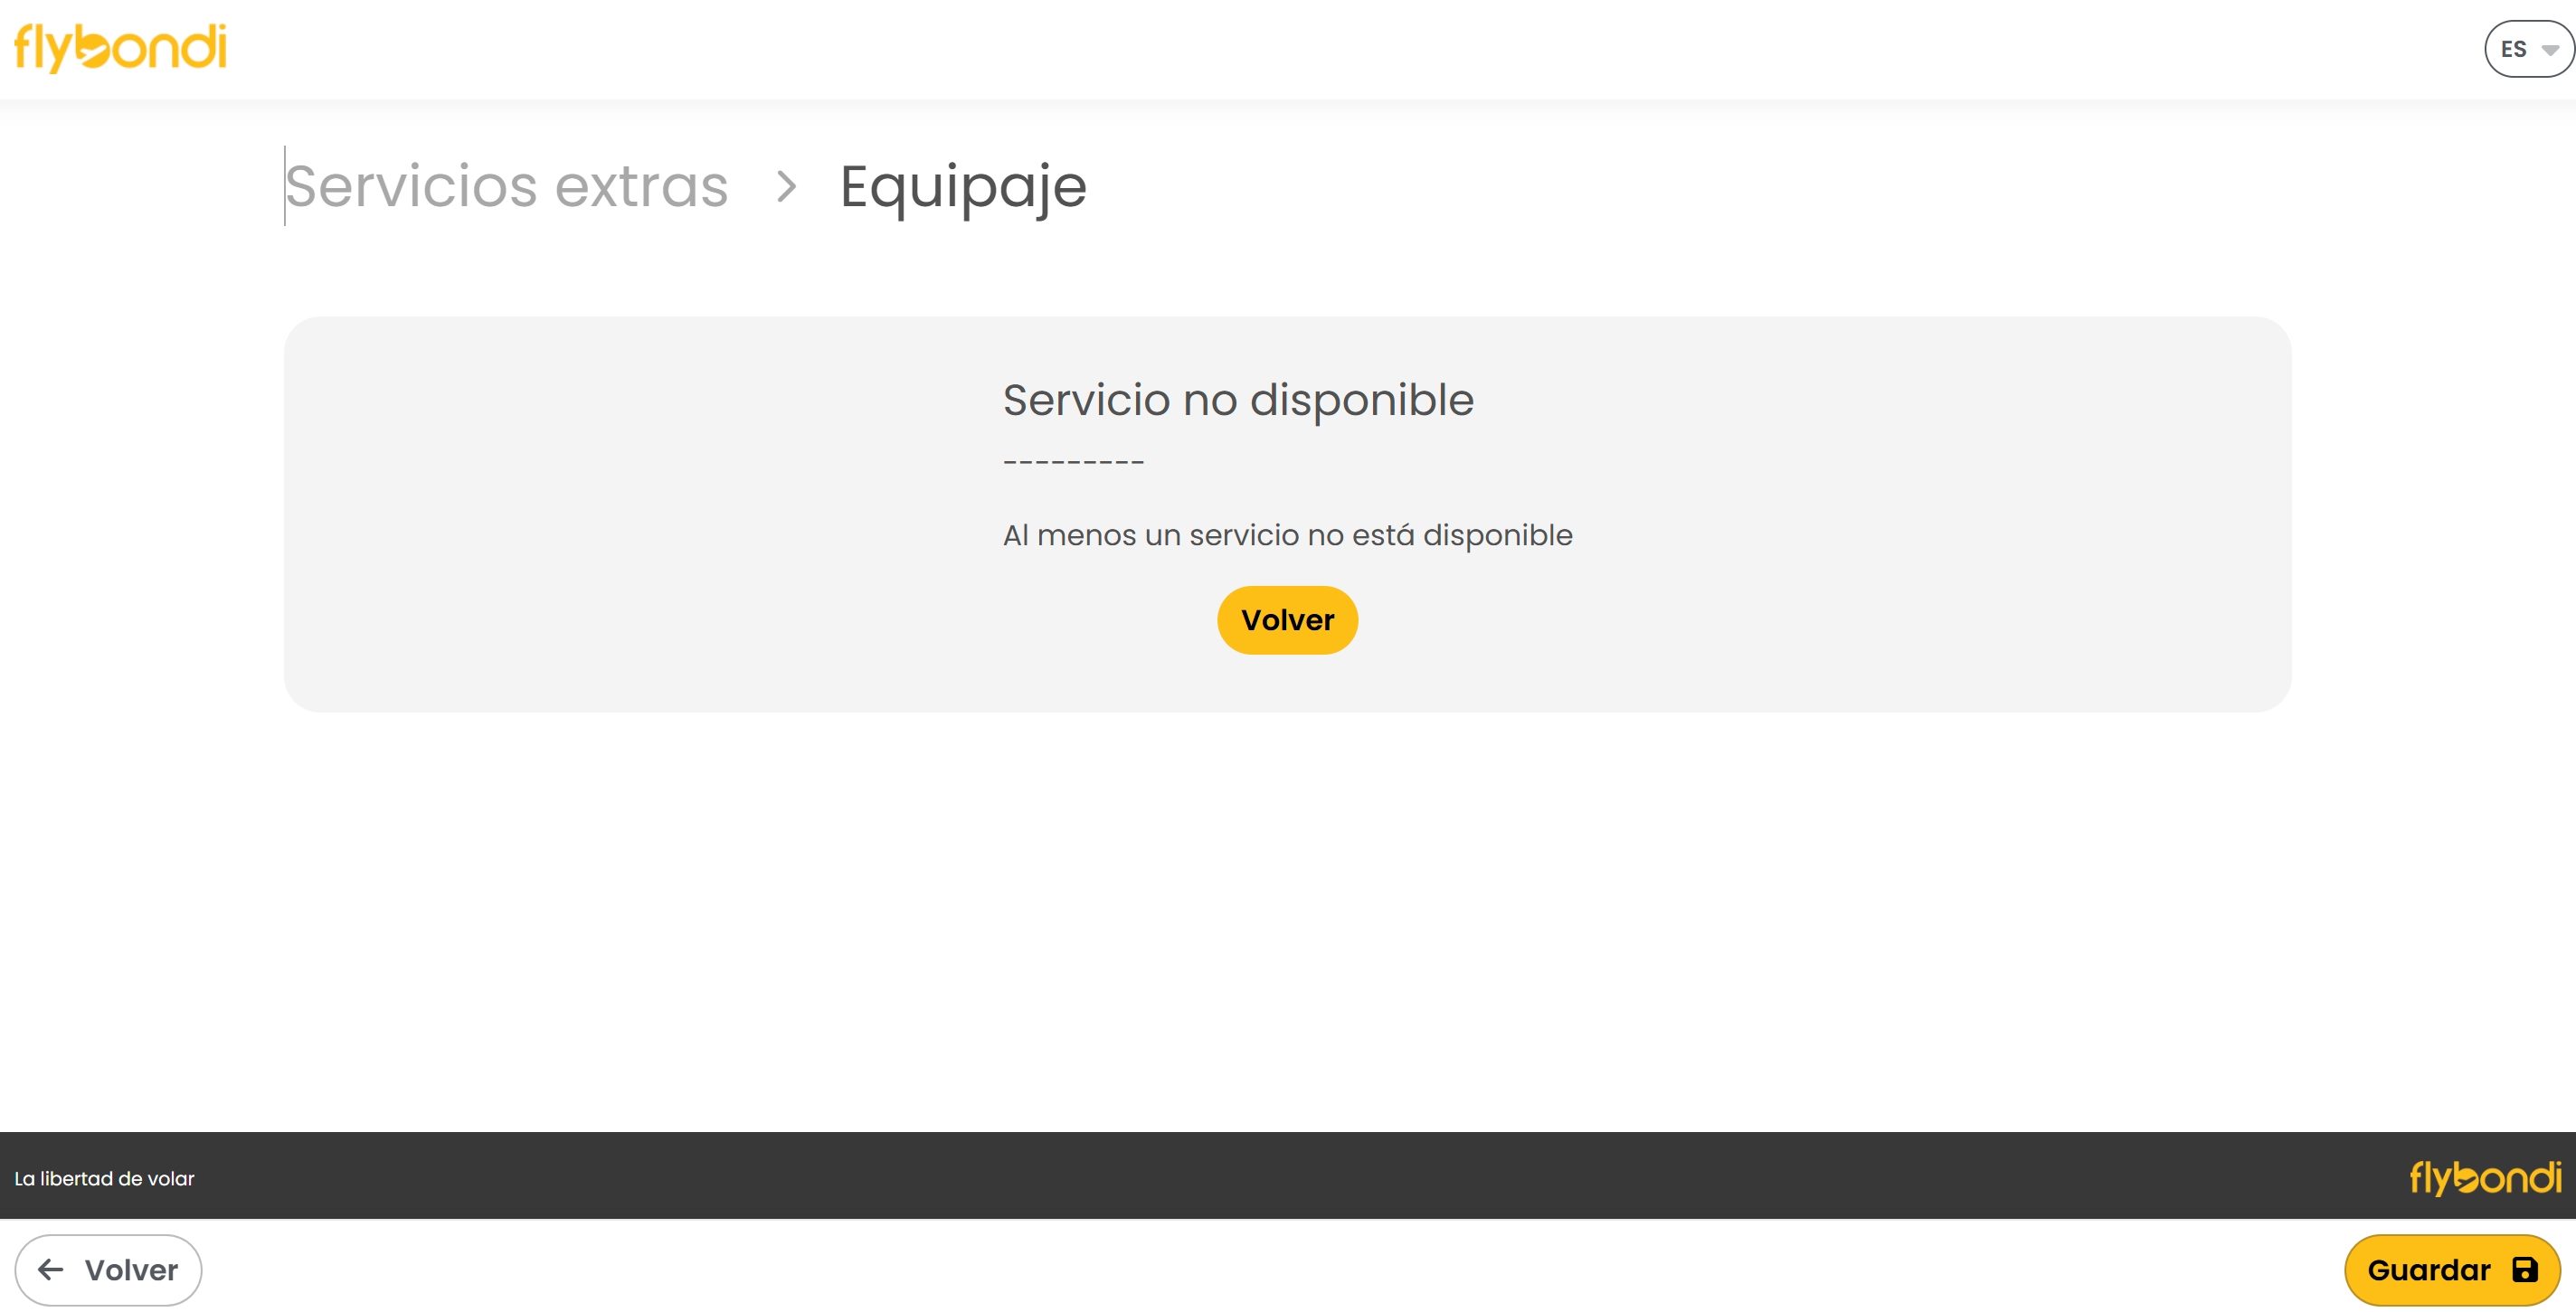 flybondi
ES
Servicios extras > Equipaje
Servicio no disponible
---------
Al menos un servicio no está disponible
Volver
La libertad de volar
flybondi
Volver
Guardar